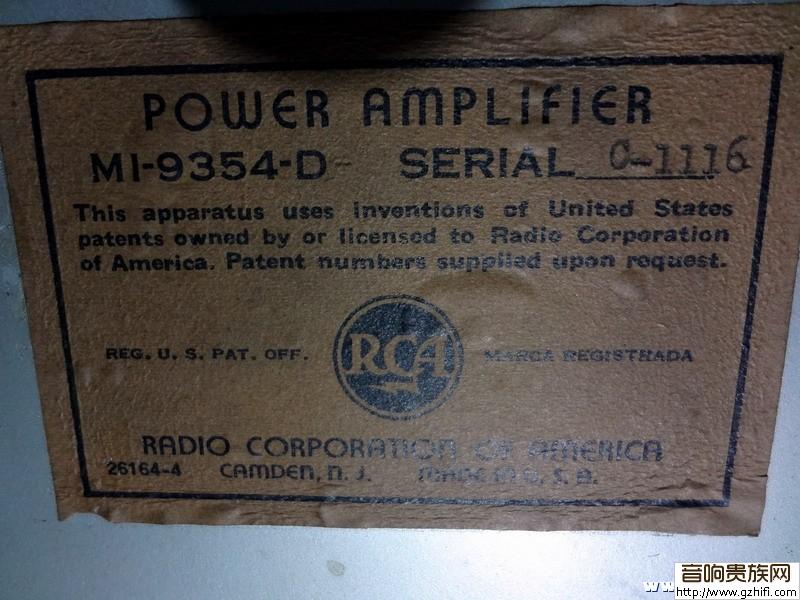 POWER AMPLIFIER
MI-9354-D- SERIAL C-1116
This apparatus uses inventions of United States
patents owned by or licensed to Radio Corporation
of America. Patent numbers supplied upon request.
REG. U. S. PAT. OFF. RCA MARCA REGISTRADA
RADIO CORPORATION OF AMERICA
26164-4 CAMDEN, N. J. MADE IN U. S. A.
音响贵族网
http://www.gzhifi.com